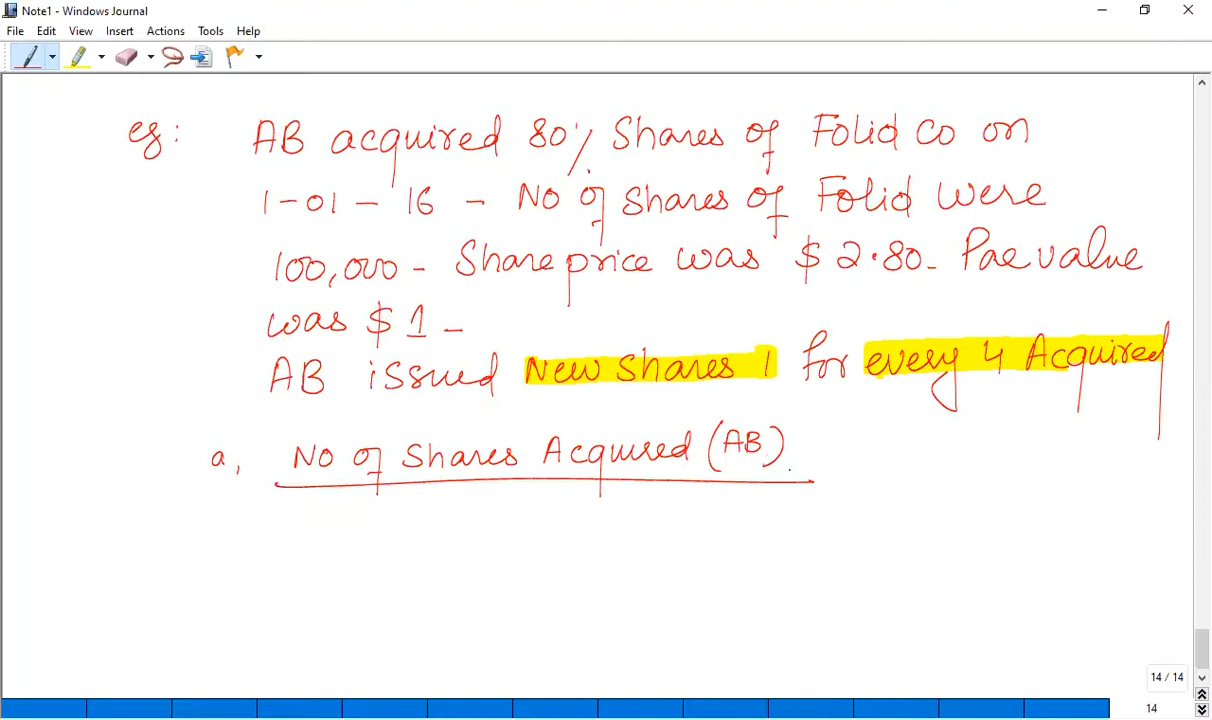 Note1 - Windows Journal
File Edit View Insert Actions Tools Help
eg: AB acquired 80% Shares of Folid Co on
1-01-16 - No of Shares of Folid were
100,000 - Share price was $2.80. Par value
was $1 -
AB issued New Shares 1 for every 4 Acquired
a, No of Shares Acquired (AB).
14 / 14
14